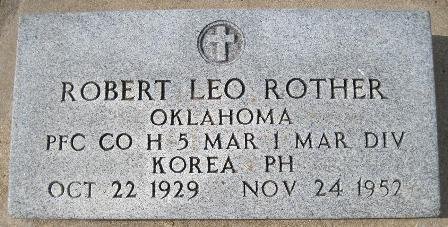 ROBERT LEO ROTHER
OKLAHOMA
PFC CO H 5 MAR 1 MAR DIV
KOREA PH
OCT 22 1929 NOV 24 1952